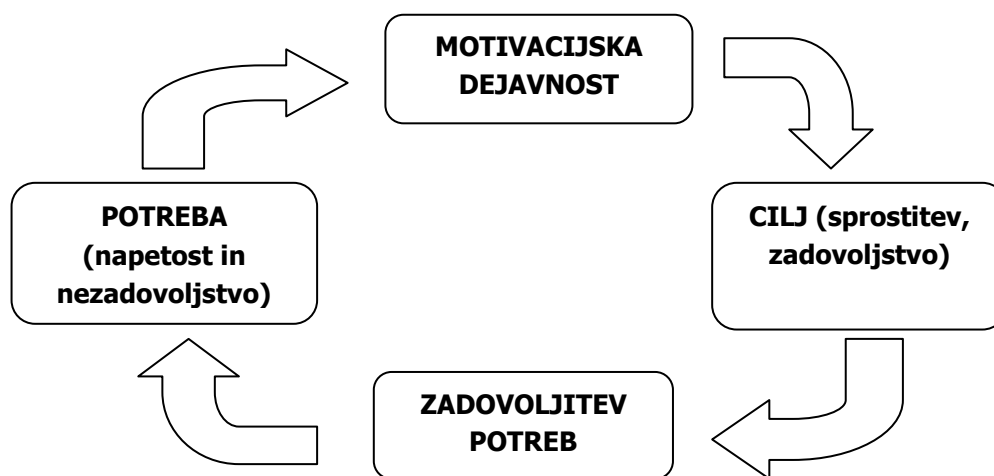 MOTIVACIJSKA
DEJAVNOST
POTREBA
(napetost in
nezadovoljstvo)
CILJ (sprostitev,
zadovoljstvo)
ZADOVOLJITEV
POTREB